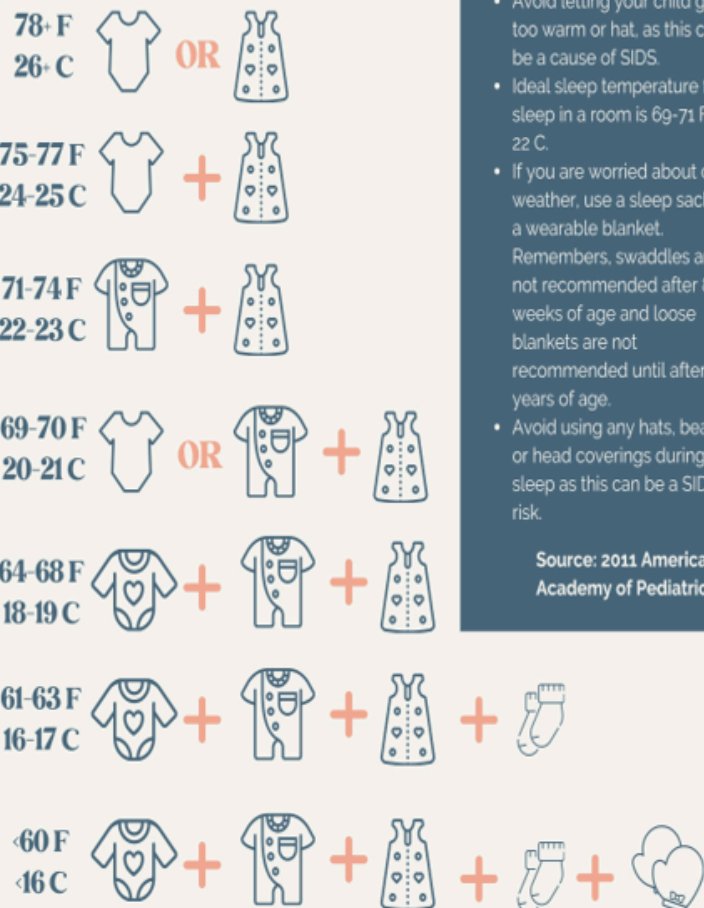 78+ F
26+ C
OR
75-77 F
24-25 C
71-74 F
22-23 C
69-70 F
20-21 C
OR
64-68 F
18-19 C
61-63 F
16-17 C
<60 F
<16 C
• Avoid letting your child
too warm or hat, as this
be a cause of SIDS.
• Ideal sleep temperature
sleep in a room is 69-71
22 C.
• If you are worried about
weather, use a sleep
a wearable blanket.
Remembers, swaddles
not recommended after
weeks of age and loose
blankets are not
recommended until after
years of age.
• Avoid using any hats,
or head coverings during
sleep as this can be a
risk.
Source: 2011
Academy of